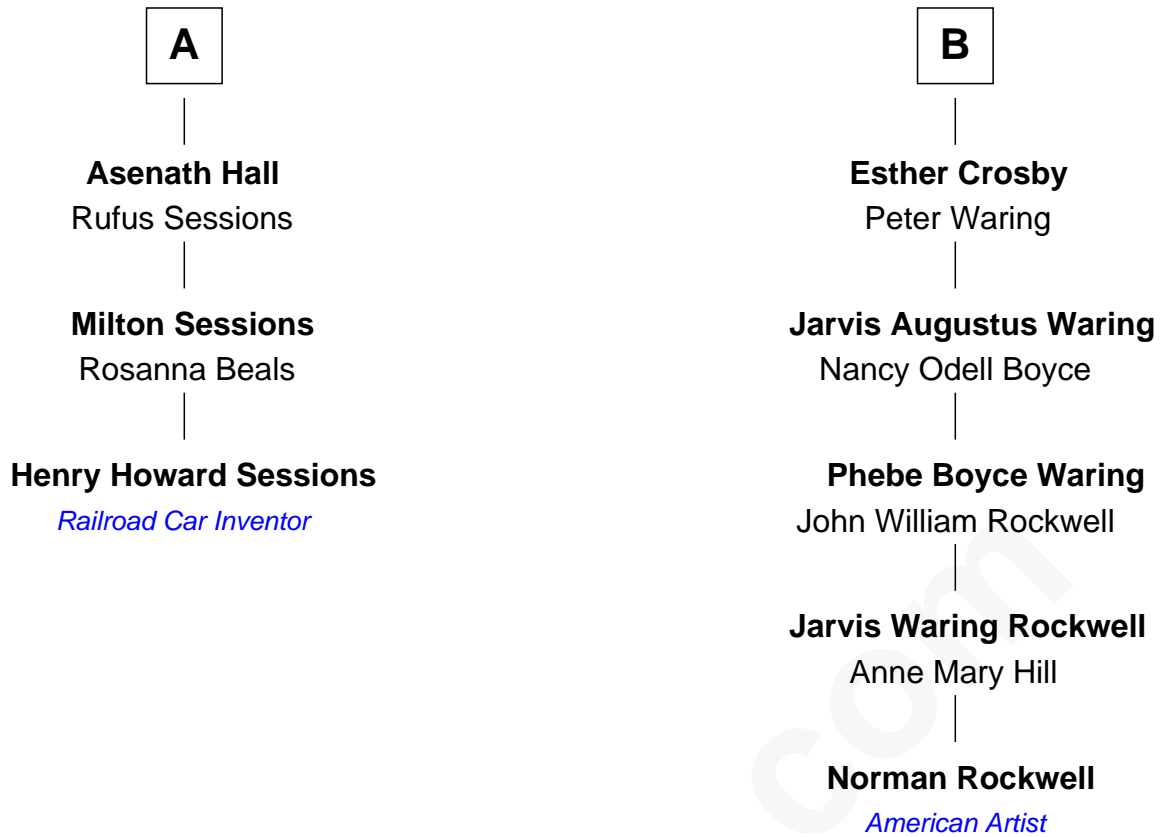 A
Asenath Hall
Rufus Sessions
Milton Sessions
Rosanna Beals
Henry Howard Sessions
Railroad Car Inventor
B
Esther Crosby
Peter Waring
Jarvis Augustus Waring
Nancy Odell Boyce
Phebe Boyce Waring
John William Rockwell
Jarvis Waring Rockwell
Anne Mary Hill
Norman Rockwell
American Artist
com